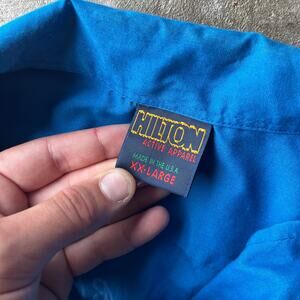 HILTON
ACTIVE APPAREL
MADE IN THE U.S.A
XX-LARGE